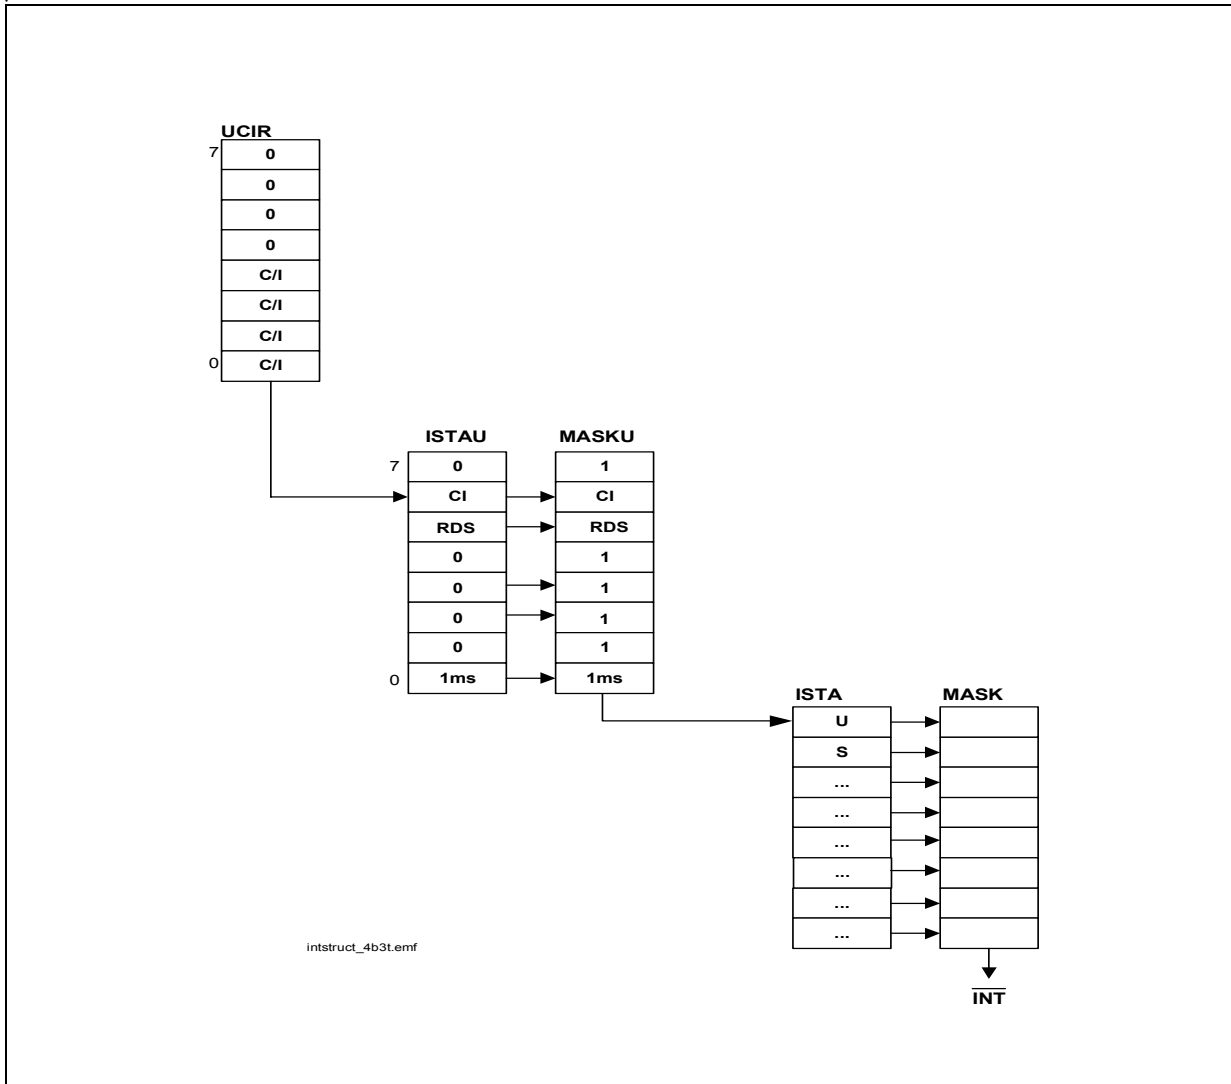 UCIR
7 0
0
0
0
C/I
C/I
C/I
0 C/I
ISTAU MASKU
7 0 1
CI CI
RDS RDS
0 1
0 1
0 1
0 1
0 1ms 1ms
ISTA MASK
U
S
...
...
...
...
...
...
intstruct_4b3t.emf
INT